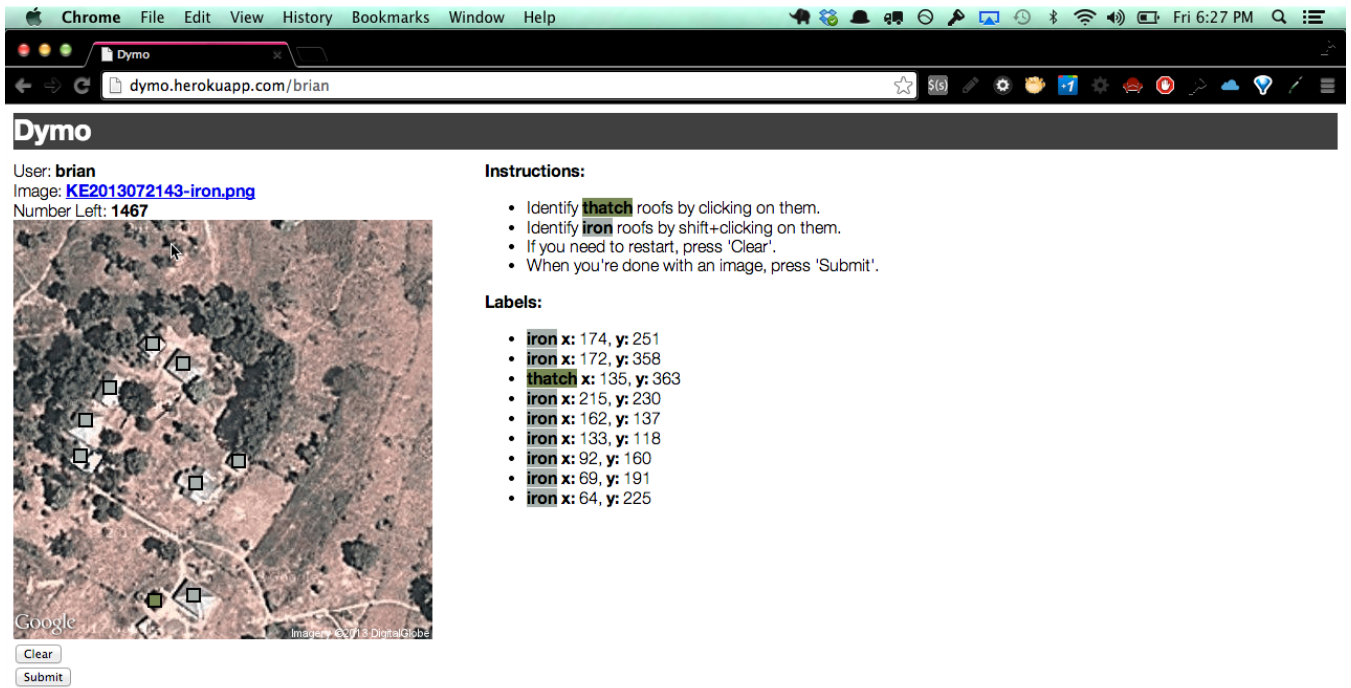 Chrome File Edit View History Bookmarks Window Help Fri 6:27 PM
Dymo
dymo.herokuapp.com/brian
$(s)
+1
Dymo
User: brian
Image: KE2013072143-iron.png
Number Left: 1467
Google
Imagery ©2013 DigitalGlobe
Clear
Submit
Instructions:
• Identify thatch roofs by clicking on them.
• Identify iron roofs by shift+clicking on them.
• If you need to restart, press 'Clear'.
• When you're done with an image, press 'Submit'.
Labels:
• iron x: 174, y: 251
• iron x: 172, y: 358
• thatch x: 135, y: 363
• iron x: 215, y: 230
• iron x: 162, y: 137
• iron x: 133, y: 118
• iron x: 92, y: 160
• iron x: 69, y: 191
• iron x: 64, y: 225